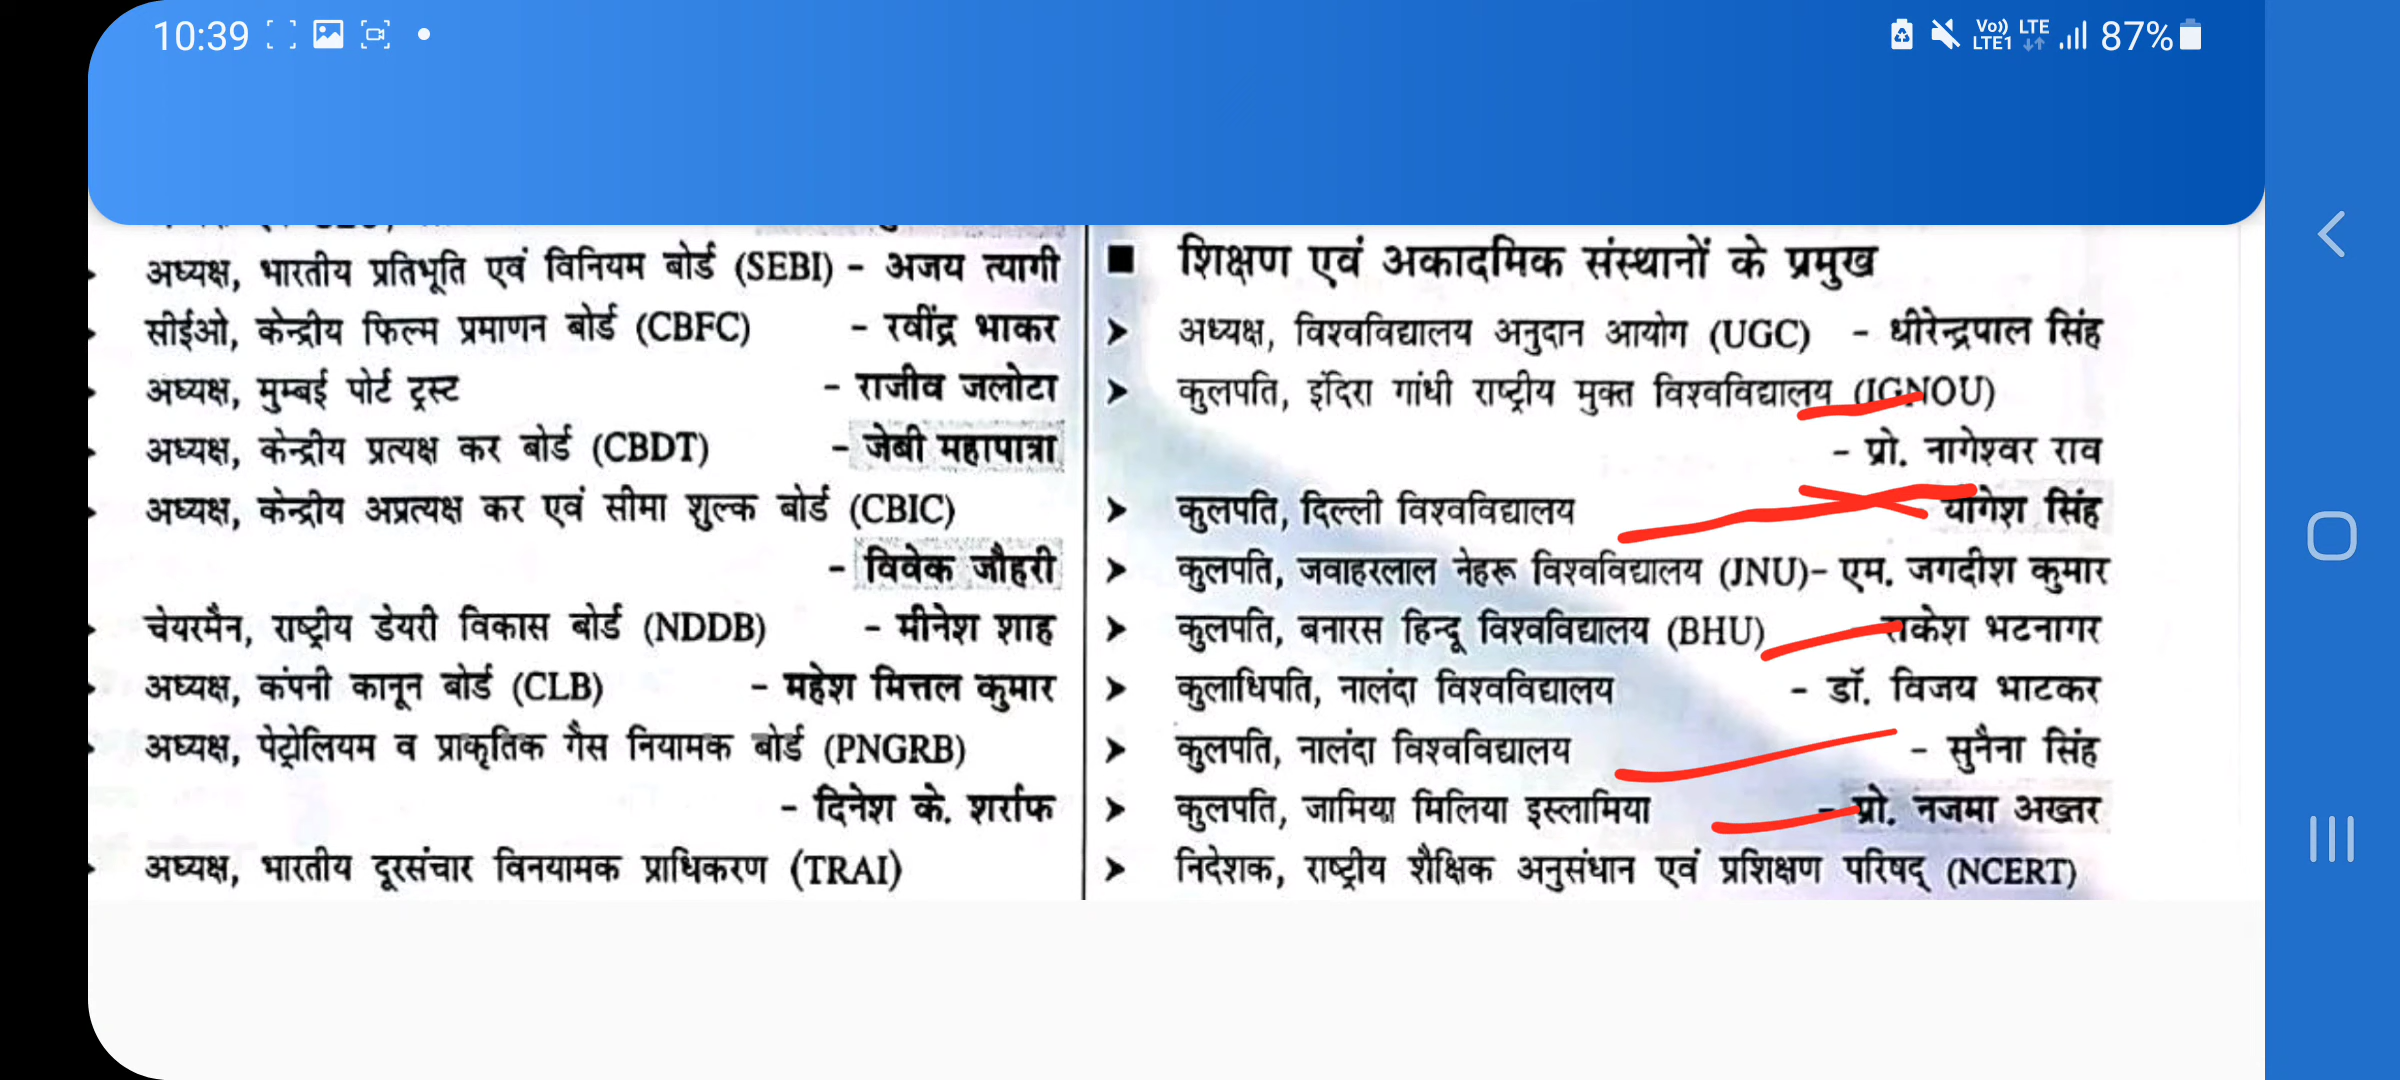 10:39
Vo)) LTE
LTE1
87%
अध्यक्ष, भारतीय प्रतिभूति एवं विनियम बोर्ड (SEBI) - अजय त्यागी
सीईओ, केन्द्रीय फिल्म प्रमाणन बोर्ड (CBFC) - रवींद्र भाकर
अध्यक्ष, मुम्बई पोर्ट ट्रस्ट - राजीव जलोटा
अध्यक्ष, केन्द्रीय प्रत्यक्ष कर बोर्ड (CBDT) - जेबी महापात्रा
अध्यक्ष, केन्द्रीय अप्रत्यक्ष कर एवं सीमा शुल्क बोर्ड (CBIC)
- विवेक जौहरी
चेयरमैन, राष्ट्रीय डेयरी विकास बोर्ड (NDDB) - मीनेश शाह
अध्यक्ष, कंपनी कानून बोर्ड (CLB) - महेश मित्तल कुमार
अध्यक्ष, पेट्रोलियम व प्राकृतिक गैस नियामक बोर्ड (PNGRB)
- दिनेश के. शर्राफ
अध्यक्ष, भारतीय दूरसंचार विनयामक प्राधिकरण (TRAI)
■ शिक्षण एवं अकादमिक संस्थानों के प्रमुख
➤ अध्यक्ष, विश्वविद्यालय अनुदान आयोग (UGC) - धीरेन्द्रपाल सिंह
➤ कुलपति, इंदिरा गांधी राष्ट्रीय मुक्त विश्वविद्यालय (IGNOU)
- प्रो. नागेश्वर राव
➤ कुलपति, दिल्ली विश्वविद्यालय योगेश सिंह
➤ कुलपति, जवाहरलाल नेहरू विश्वविद्यालय (JNU)- एम. जगदीश कुमार
➤ कुलपति, बनारस हिन्दू विश्वविद्यालय (BHU) राकेश भटनागर
➤ कुलाधिपति, नालंदा विश्वविद्यालय - डॉ. विजय भाटकर
➤ कुलपति, नालंदा विश्वविद्यालय - सुनैना सिंह
➤ कुलपति, जामिया मिलिया इस्लामिया - प्रो. नजमा अख्तर
➤ निदेशक, राष्ट्रीय शैक्षिक अनुसंधान एवं प्रशिक्षण परिषद् (NCERT)